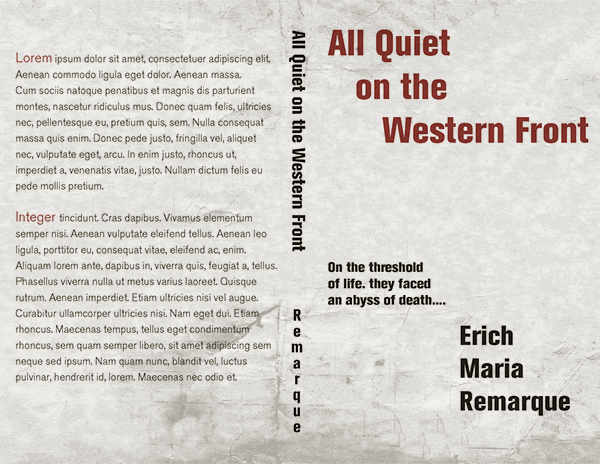 Lorem ipsum dolor sit amet, consectetuer adipiscing elit.
Aenean commodo ligula eget dolor. Aenean massa.
Cum sociis natoque penatibus et magnis dis parturient
montes, nascetur ridiculus mus. Donec quam felis, ultricies
nec, pellentesque eu, pretium quis, sem. Nulla consequat
massa quis enim. Donec pede justo, fringilla vel, aliquet
nec, vulputate eget, arcu. In enim justo, rhoncus ut,
imperdiet a, venenatis vitae, justo. Nullam dictum felis eu
pede mollis pretium.
Integer tincidunt. Cras dapibus. Vivamus elementum
semper nisi. Aenean vulputate eleifend tellus. Aenean leo
ligula, porttitor eu, consequat vitae, eleifend ac, enim.
Aliquam lorem ante, dapibus in, viverra quis, feugiat a, tellus.
Phasellus viverra nulla ut metus varius laoreet. Quisque
rutrum. Aenean imperdiet. Etiam ultricies nisi vel augue.
Curabitur ullamcorper ultricies nisi. Nam eget dui. Etiam
rhoncus. Maecenas tempus, tellus eget condimentum
rhoncus, sem quam semper libero, sit amet adipiscing sem
neque sed ipsum. Nam quam nunc, blandit vel, luctus
pulvinar, hendrerit id, lorem. Maecenas nec odio et.
All Quiet on the Western Front
Remarque
All Quiet
on the
Western Front
On the threshold
of life. they faced
an abyss of death....
Erich
Maria
Remarque